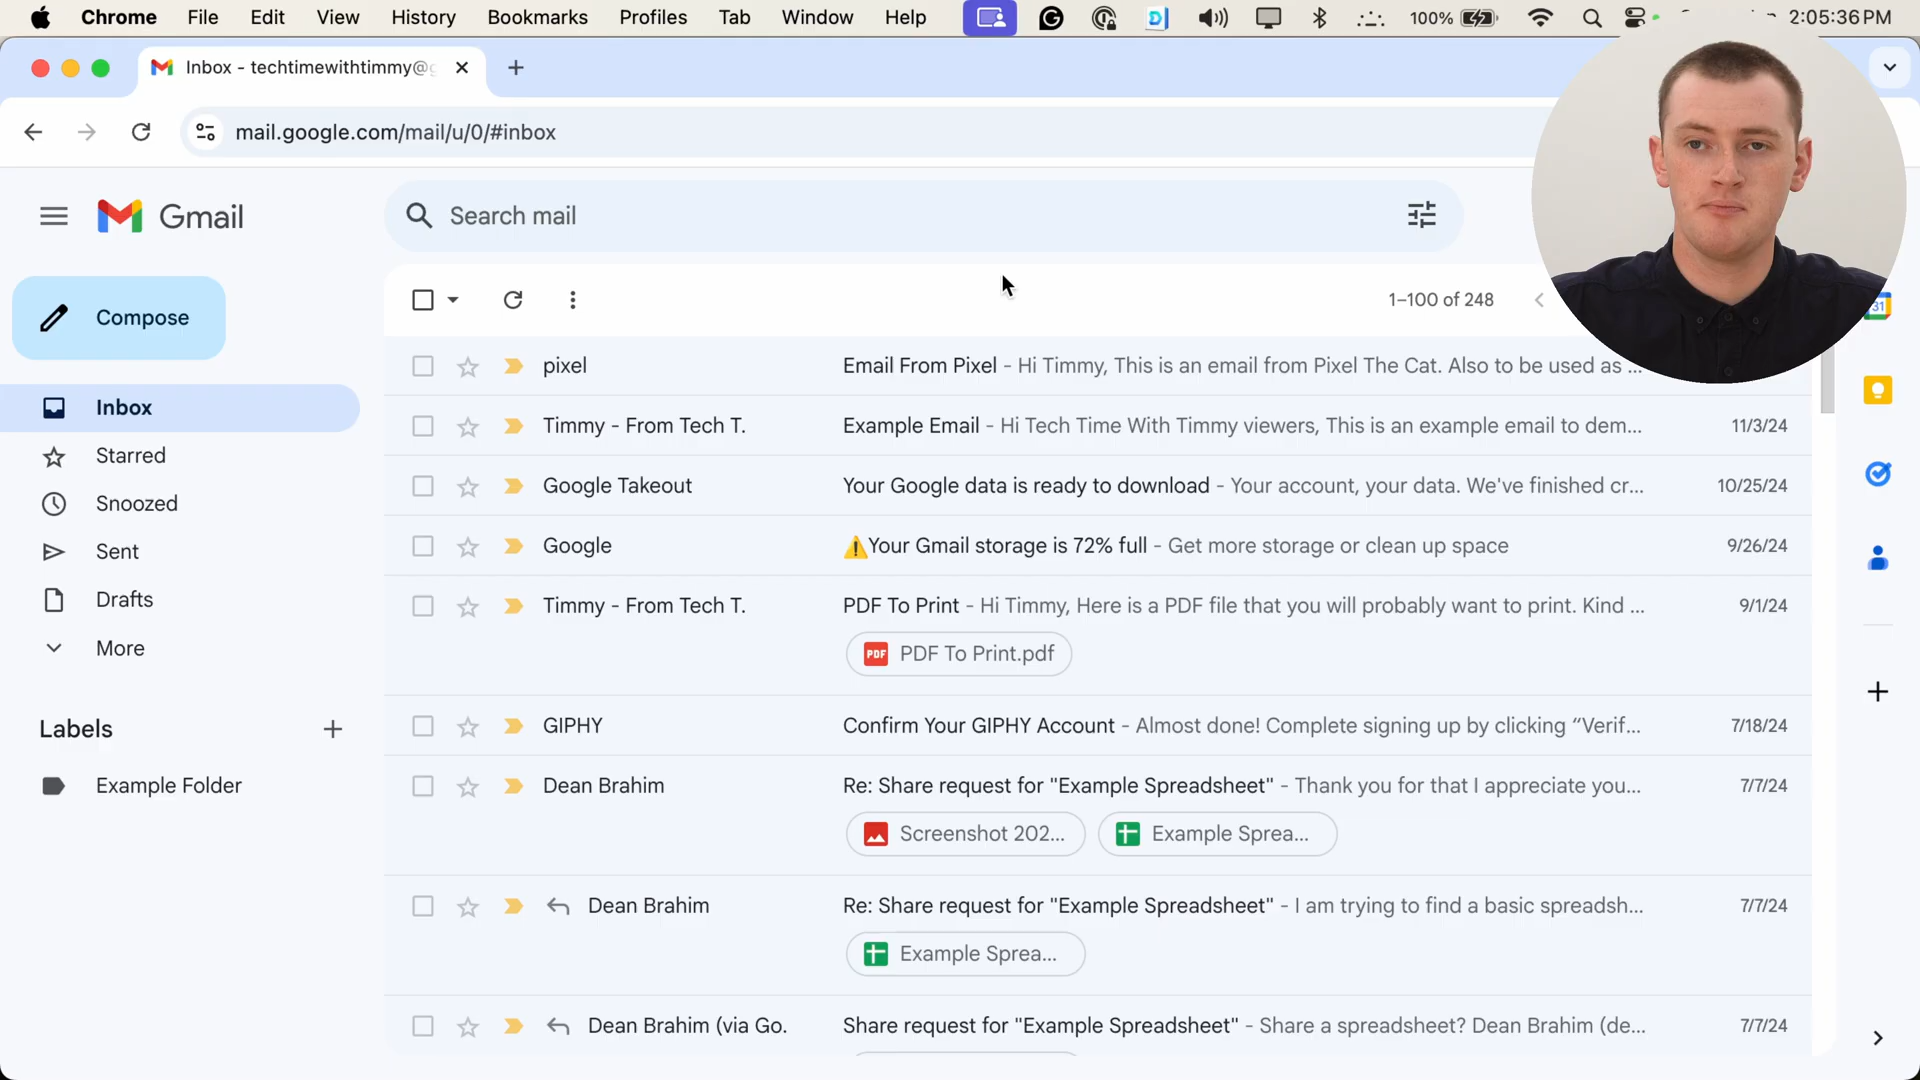 Chrome File Edit View History Bookmarks Profiles Tab Window Help 100% 2:05:36 PM
Inbox - techtimewithtimmy@
mail.google.com/mail/u/0/#inbox
Gmail
Search mail
Compose
1–100 of 248
Inbox
Starred
Snoozed
Sent
Drafts
More
Labels
Example Folder
pixel Email From Pixel - Hi Timmy, This is an email from Pixel The Cat. Also to be used as ...
Timmy - From Tech T. Example Email - Hi Tech Time With Timmy viewers, This is an example email to dem... 11/3/24
Google Takeout Your Google data is ready to download - Your account, your data. We've finished cr... 10/25/24
Google ⚠️Your Gmail storage is 72% full - Get more storage or clean up space 9/26/24
Timmy - From Tech T. PDF To Print - Hi Timmy, Here is a PDF file that you will probably want to print. Kind ... 9/1/24
PDF PDF To Print.pdf
GIPHY Confirm Your GIPHY Account - Almost done! Complete signing up by clicking “Verif... 7/18/24
Dean Brahim Re: Share request for "Example Spreadsheet" - Thank you for that I appreciate you... 7/7/24
Screenshot 202... Example Sprea...
Dean Brahim Re: Share request for "Example Spreadsheet" - I am trying to find a basic spreadsh... 7/7/24
Example Sprea...
Dean Brahim (via Go. Share request for "Example Spreadsheet" - Share a spreadsheet? Dean Brahim (de... 7/7/24
31